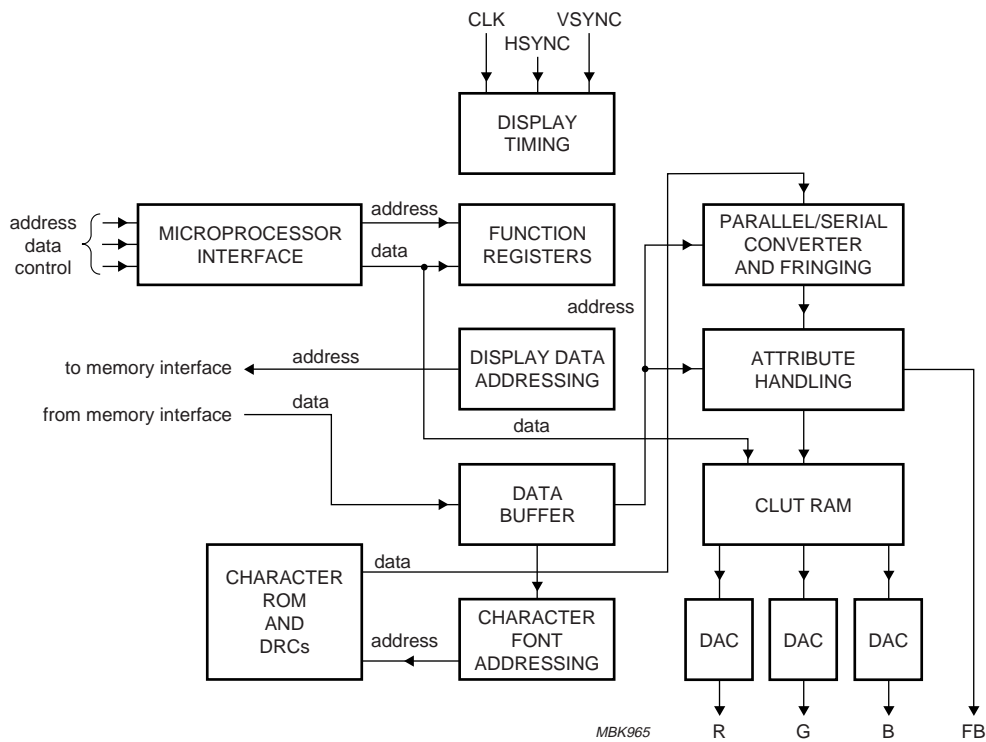 CLK
VSYNC
HSYNC
DISPLAY
TIMING
address
data
control
MICROPROCESSOR
INTERFACE
address
data
FUNCTION
REGISTERS
PARALLEL/SERIAL
CONVERTER
AND FRINGING
address
to memory interface
address
DISPLAY DATA
ADDRESSING
ATTRIBUTE
HANDLING
from memory interface
data
data
DATA
BUFFER
CLUT RAM
CHARACTER
ROM
AND
DRCs
data
address
CHARACTER
FONT
ADDRESSING
DAC
DAC
DAC
MBK965
R
G
B
FB